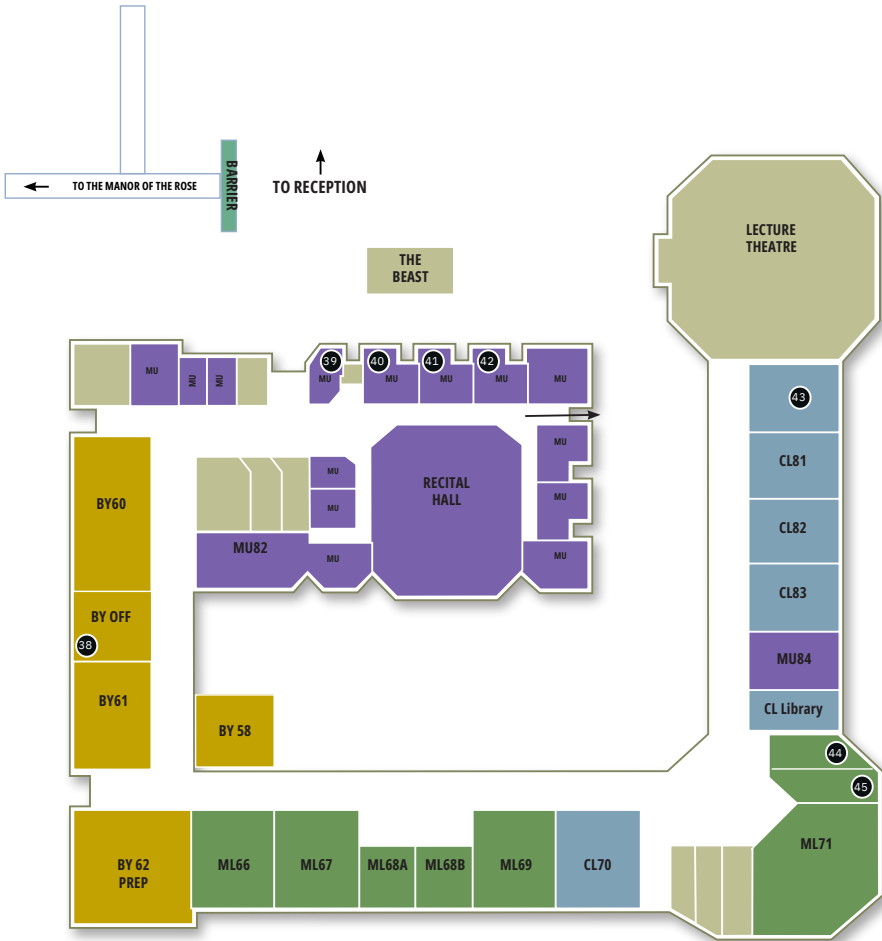 BARRIER
TO THE MANOR OF THE ROSE
TO RECEPTION
THE
BEAST
LECTURE
THEATRE
MU
MU
MU
39
MU
40
MU
41
MU
42
MU
MU
43
CL81
CL82
CL83
MU84
CL Library
44
45
ML71
MU
MU
MU
RECITAL
HALL
MU
MU
MU82
MU
BY60
BY OFF
38
BY61
BY 58
BY 62
PREP
ML66
ML67
ML68A
ML68B
ML69
CL70